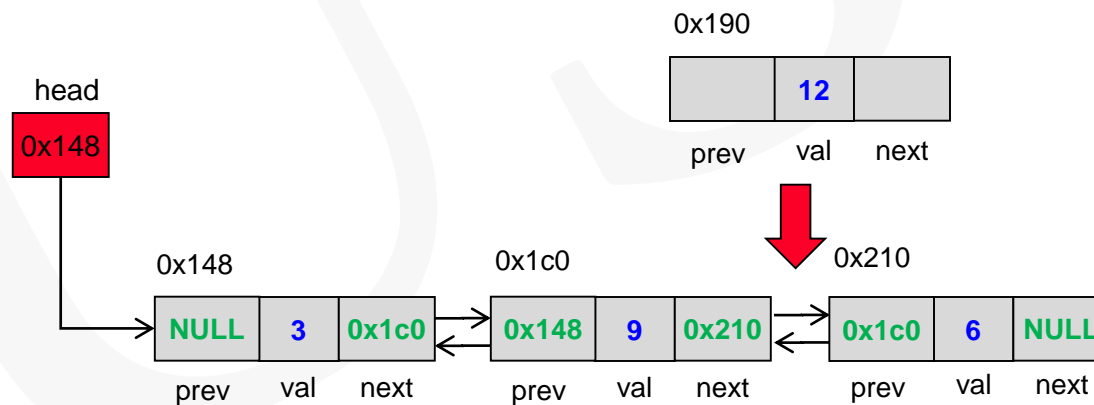 0x190
12
prev val next
head
0x148
0x148
0x1c0
0x210
NULL 3 0x1c0
0x148 9 0x210
0x1c0 6 NULL
prev val next
prev val next
prev val next